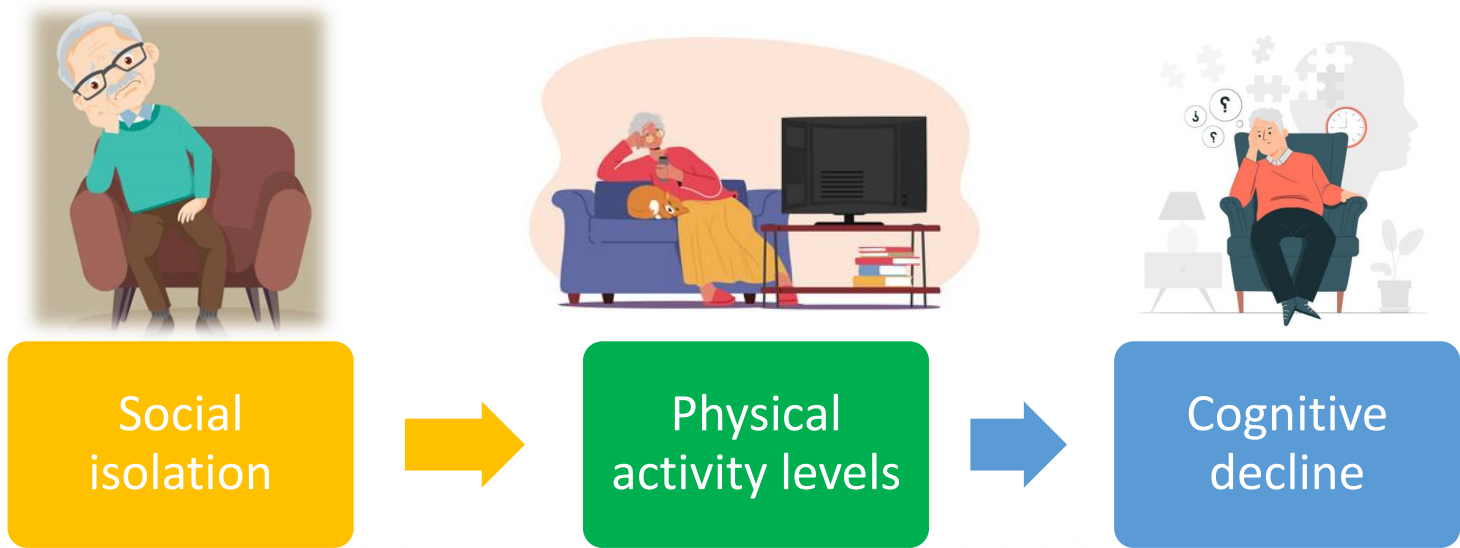 Social
isolation
Physical
activity levels
Cognitive
decline